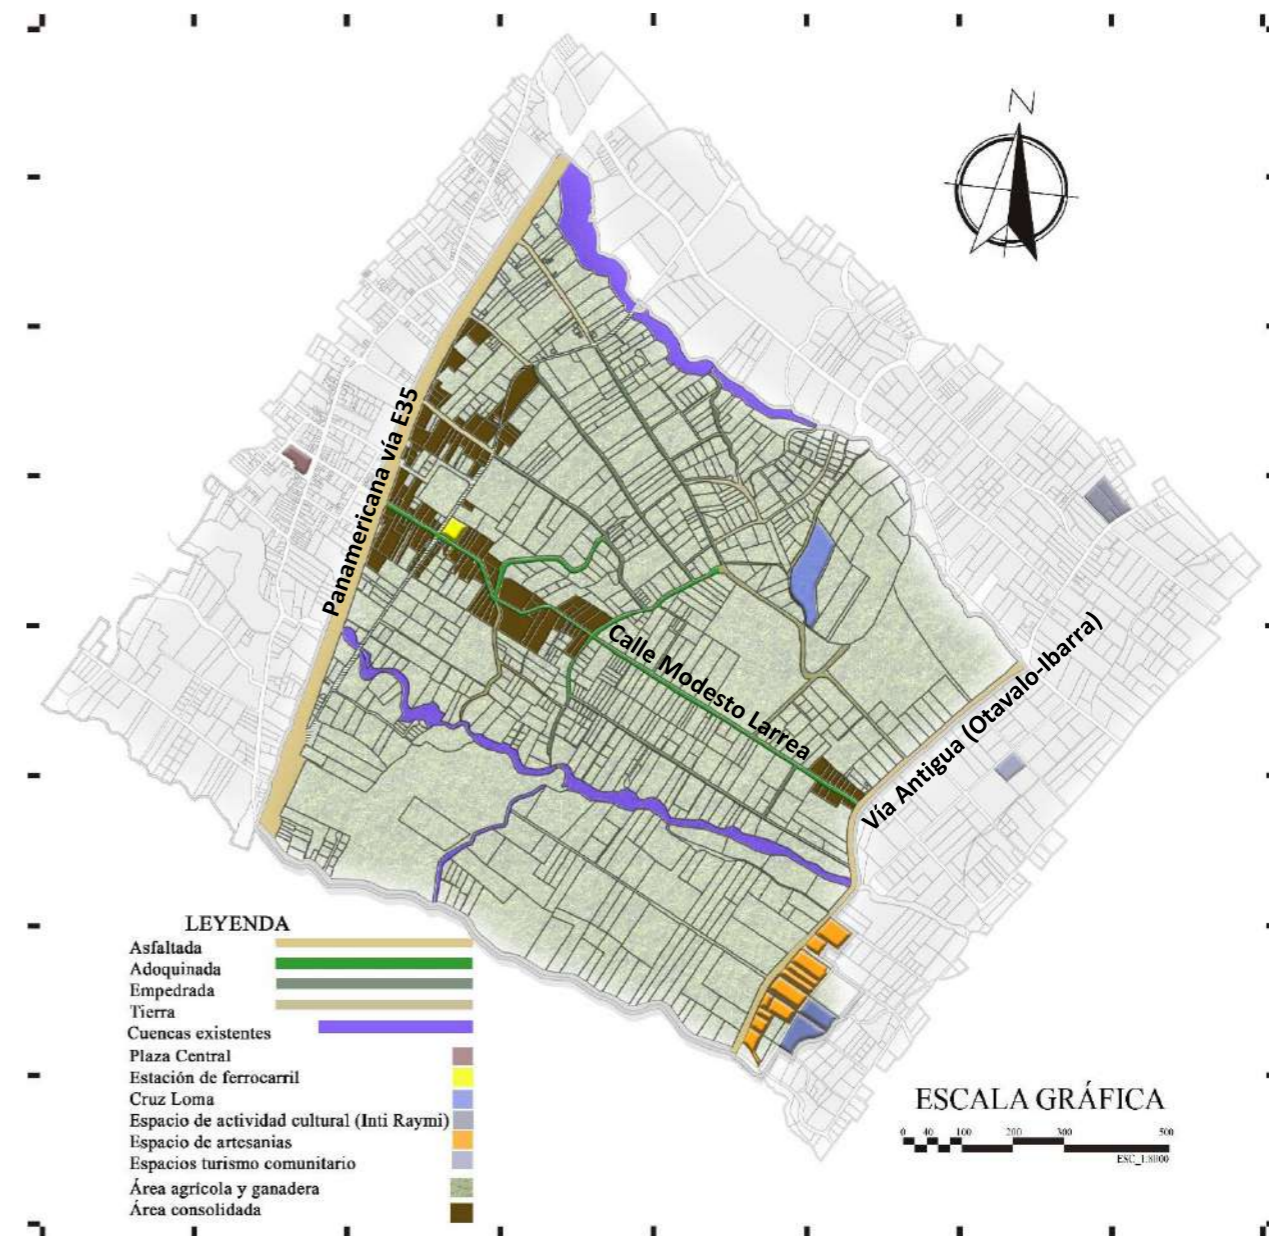 N
Panamericana vía E35
Calle Modesto Larrea
Vía Antigua (Otavalo-Ibarra)
LEYENDA
Asfaltada
Adoquinada
Empedrada
Tierra
Cuencas existentes
Plaza Central
Estación de ferrocarril
Cruz Loma
Espacio de actividad cultural (Inti Raymi)
Espacio de artesanias
Espacios turismo comunitario
Área agrícola y ganadera
Área consolidada
ESCALA GRÁFICA
0 40 100 200 300 500
ESC_1:8000